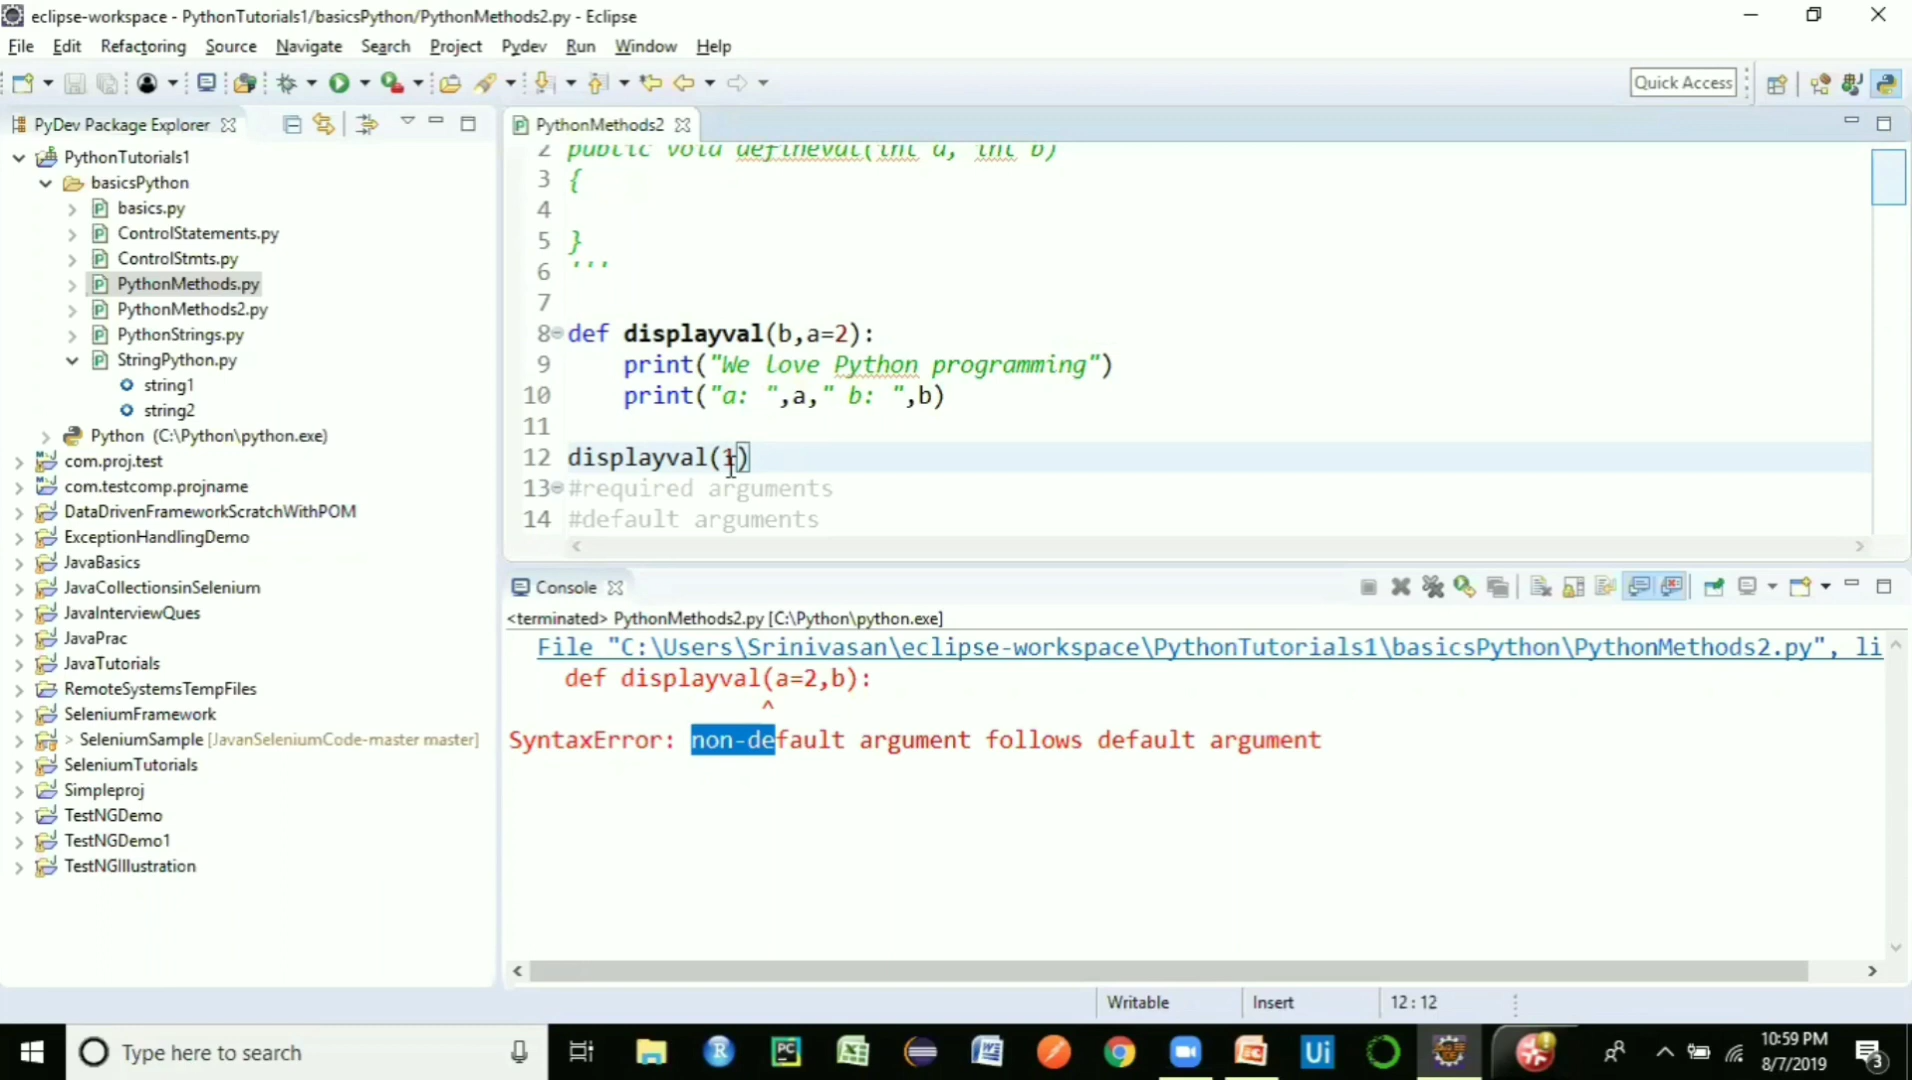 eclipse-workspace - PythonTutorials1/basicsPython/PythonMethods2.py - Eclipse
File Edit Refactoring Source Navigate Search Project Pydev Run Window Help
Quick Access
PyDev Package Explorer
PythonTutorials1
basicsPython
basics.py
ControlStatements.py
ControlStmts.py
PythonMethods.py
PythonMethods2.py
PythonStrings.py
StringPython.py
string1
string2
Python (C:\Python\python.exe)
com.proj.test
com.testcomp.projname
DataDrivenFrameworkScratchWithPOM
ExceptionHandlingDemo
JavaBasics
JavaCollectionsinSelenium
JavaInterviewQues
JavaPrac
JavaTutorials
RemoteSystemsTempFiles
SeleniumFramework
> SeleniumSample [JavanSeleniumCode-master master]
SeleniumTutorials
Simpleproj
TestNGDemo
TestNGDemo1
TestNGIllustration
PythonMethods2
2 public void defineval(int a, int b)
3 {
4
5 }
6 '''
7
8 def displayval(b,a=2):
9 print("We love Python programming")
10 print("a: ",a," b: ",b)
11
12 displayval(1)
13 #required arguments
14 #default arguments
Console
<terminated> PythonMethods2.py [C:\Python\python.exe]
File "C:\Users\Srinivasan\eclipse-workspace\PythonTutorials1\basicsPython\PythonMethods2.py", li
def displayval(a=2,b):
^
SyntaxError: non-default argument follows default argument
Writable Insert 12 : 12
Type here to search
R
PC
Ui
10:59 PM
8/7/2019
3